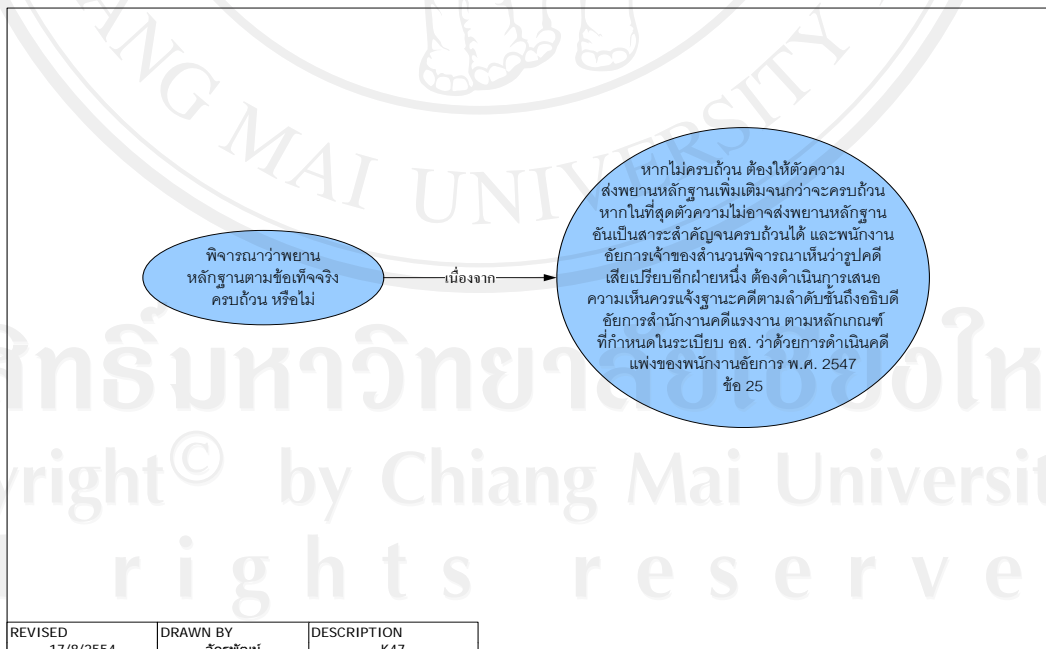 พิจารณาว่าพยาน
หลักฐานตามข้อเท็จจริง
ครบถ้วน หรือไม่
เนื่องจาก
หากไม่ครบถ้วน ต้องให้ตัวความ
ส่งพยานหลักฐานเพิ่มเติมจนกว่าจะครบถ้วน
หากในที่สุดตัวความไม่อาจส่งพยานหลักฐาน
อันเป็นสาระสำคัญจนครบถ้วนได้ และพนักงาน
อัยการเจ้าของสำนวนพิจารณาเห็นว่ารูปคดี
เสียเปรียบอีกฝ่ายหนึ่ง ต้องดำเนินการเสนอ
ความเห็นควรแจ้งฐานะคดีตามลำดับชั้นถึงอธิบดี
อัยการสำนักงานคดีแรงงาน ตามหลักเกณฑ์
ที่กำหนดในระเบียบ อส. ว่าด้วยการดำเนินคดี
แพ่งของพนักงานอัยการ พ.ศ. 2547
ข้อ 25
ANG MAI UNIVERSITY
สิทธิ์มหาวิทยาลัยเชียงให
yright © by Chiang Mai Universit
rights reserve
REVISED DRAWN BY DESCRIPTION
17/8/2554 K47